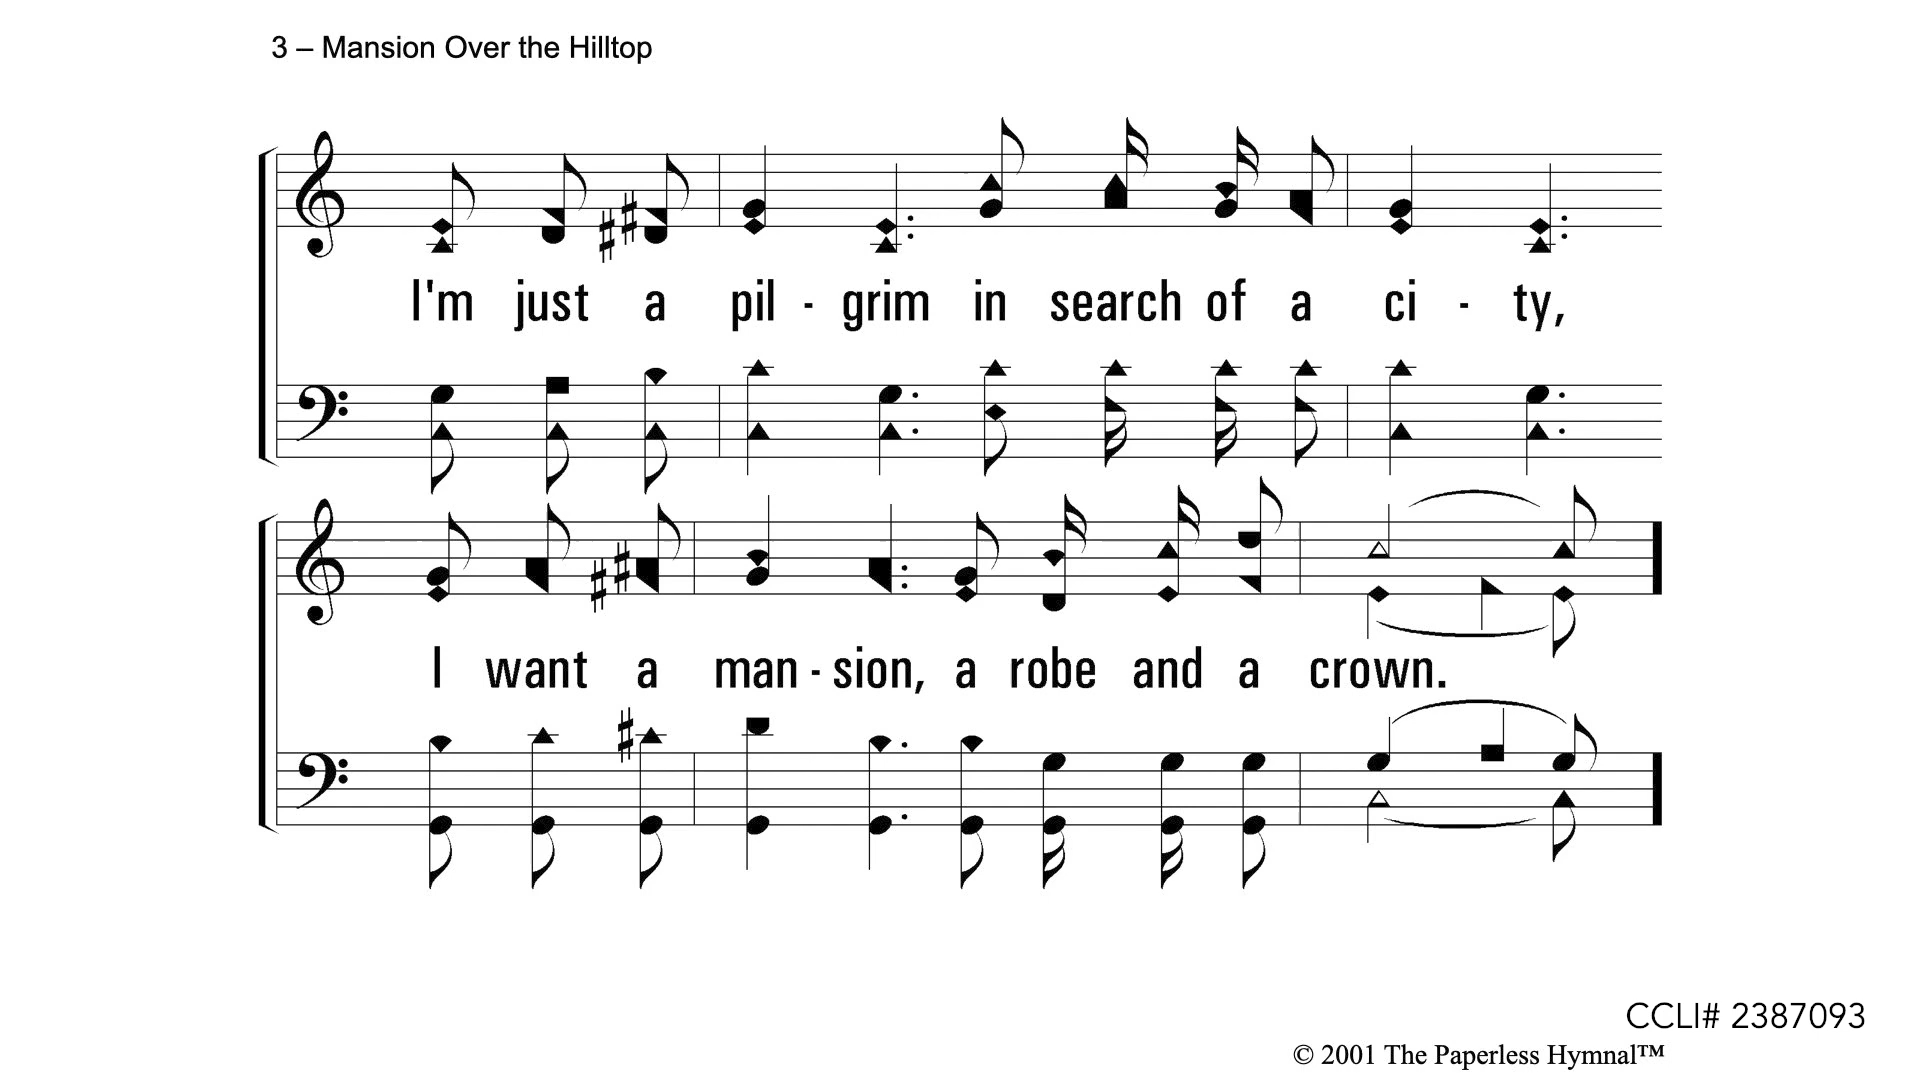 3 – Mansion Over the Hilltop
I'm just a pil - grim in search of a ci - ty,
I want a man - sion, a robe and a crown.
CCLI# 2387093
© 2001 The Paperless Hymnal™